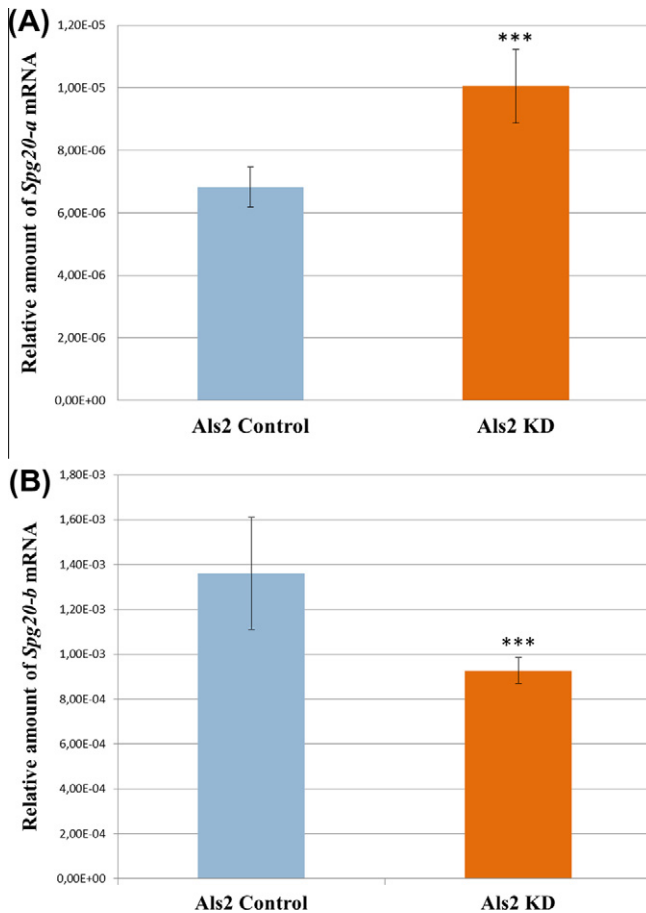 (A)
Relative amount of Spg20-a mRNA
1,20E-05
1,00E-05
8,00E-06
6,00E-06
4,00E-06
2,00E-06
0,00E+00
***
Als2 Control
Als2 KD
(B)
Relative amount of Spg20-b mRNA
1,80E-03
1,60E-03
1,40E-03
1,20E-03
1,00E-03
8,00E-04
6,00E-04
4,00E-04
2,00E-04
0,00E+00
***
Als2 Control
Als2 KD